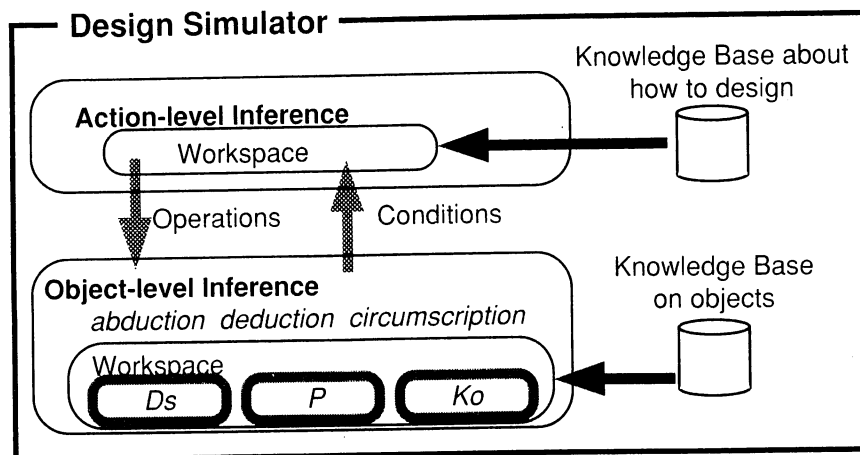 Design Simulator
Knowledge Base about
how to design
Action-level Inference
Workspace
Operations
Conditions
Knowledge Base
on objects
Object-level Inference
abduction deduction circumscription
Workspace
Ds
P
Ko